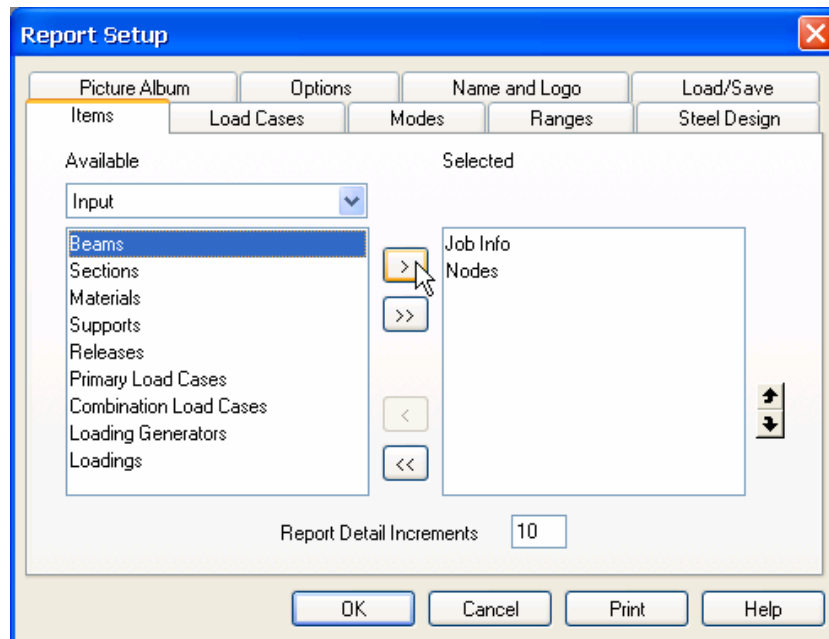 Report Setup
Picture Album Options Name and Logo Load/Save
Items Load Cases Modes Ranges Steel Design
Available Selected
Input
Beams
Sections
Materials
Supports
Releases
Primary Load Cases
Combination Load Cases
Loading Generators
Loadings
>
>>
<
<<
Job Info
Nodes
Report Detail Increments 10
OK Cancel Print Help